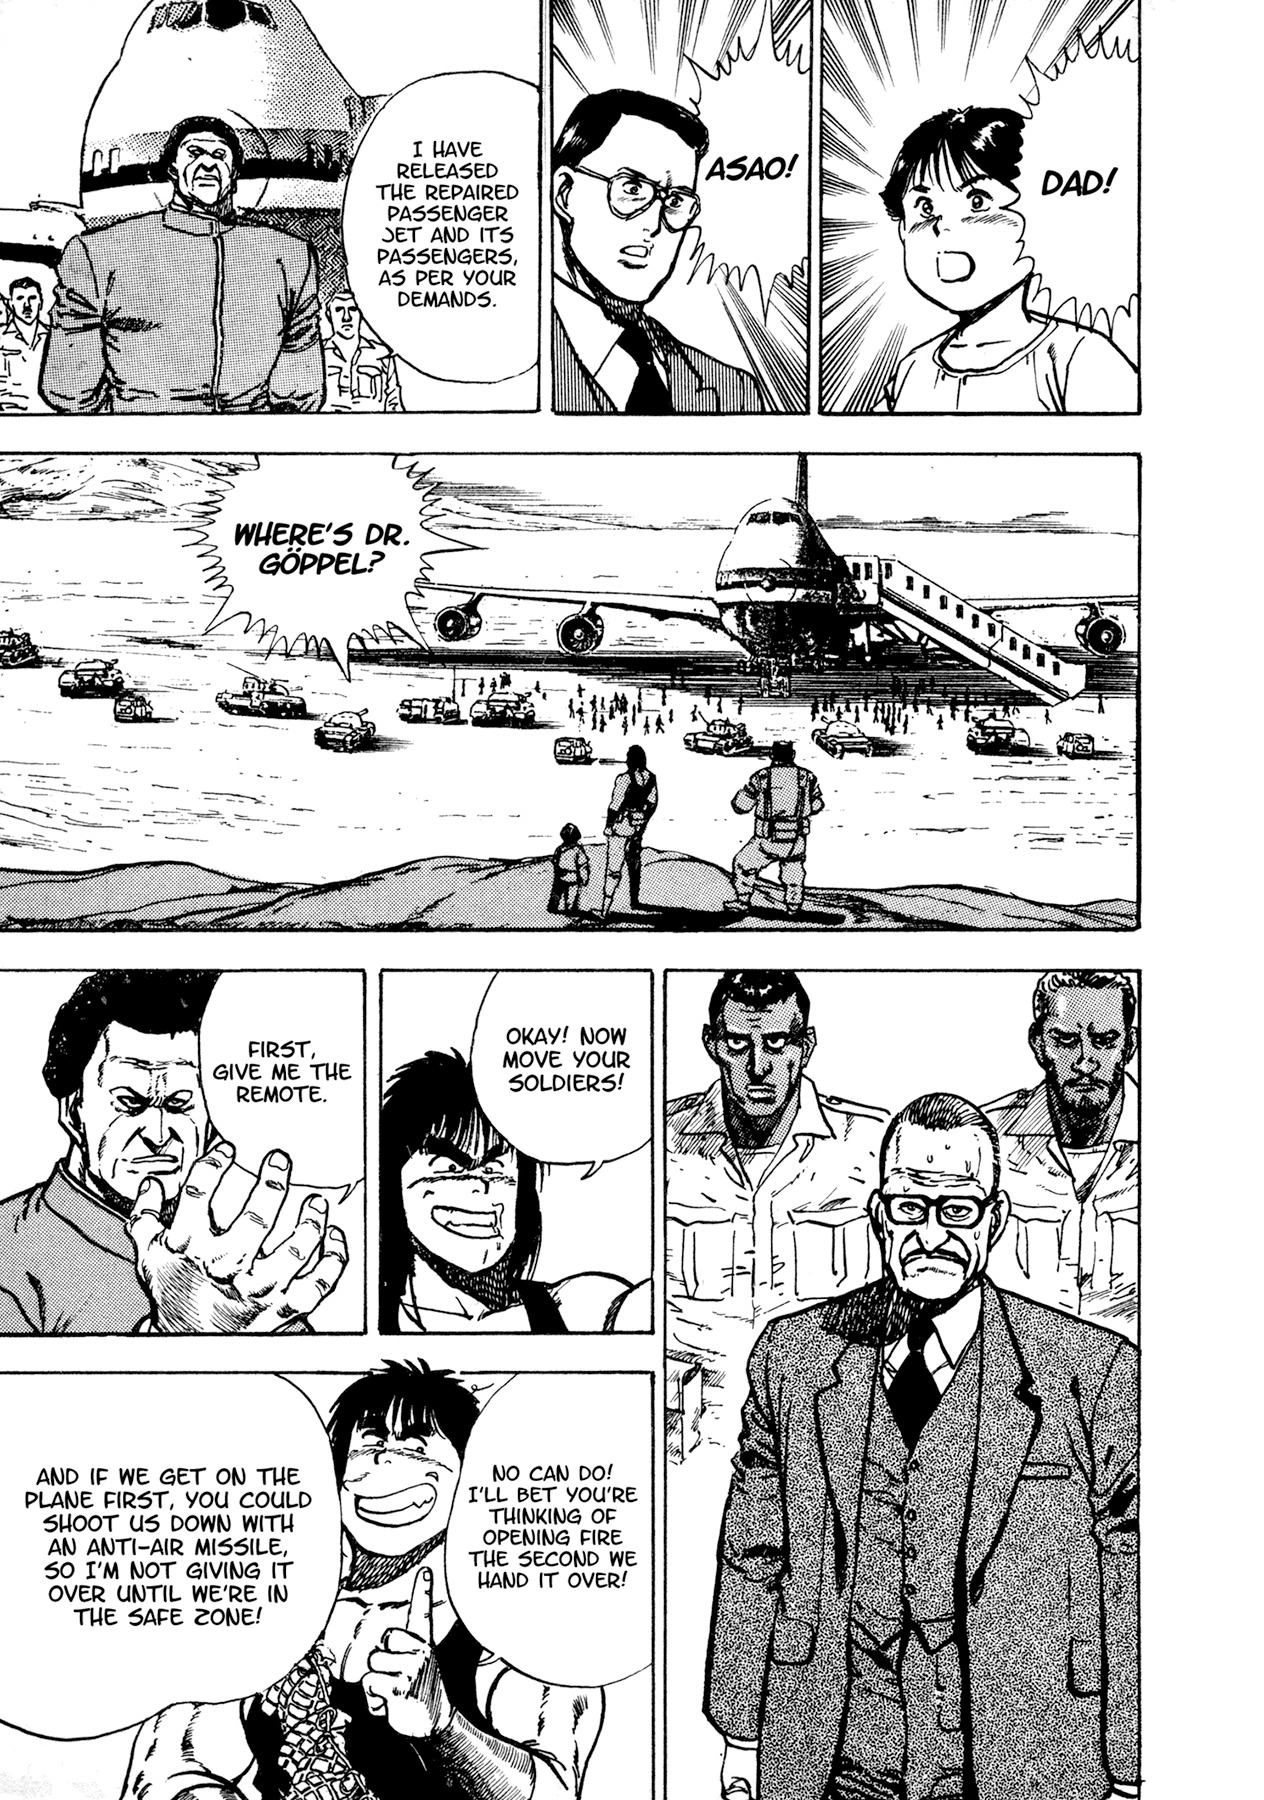 DAD!
ASAO!
I HAVE
RELEASED
THE REPAIRED
PASSENGER
JET AND ITS
PASSENGERS,
AS PER YOUR
DEMANDS.
WHERE'S DR.
GÖPPEL?
OKAY! NOW
MOVE YOUR
SOLDIERS!
FIRST,
GIVE ME THE
REMOTE.
NO CAN DO!
I'LL BET YOU'RE
THINKING OF
OPENING FIRE
THE SECOND WE
HAND IT OVER!
AND IF WE GET ON THE
PLANE FIRST, YOU COULD
SHOOT US DOWN WITH
AN ANTI-AIR MISSILE,
SO I'M NOT GIVING IT
OVER UNTIL WE'RE IN
THE SAFE ZONE!